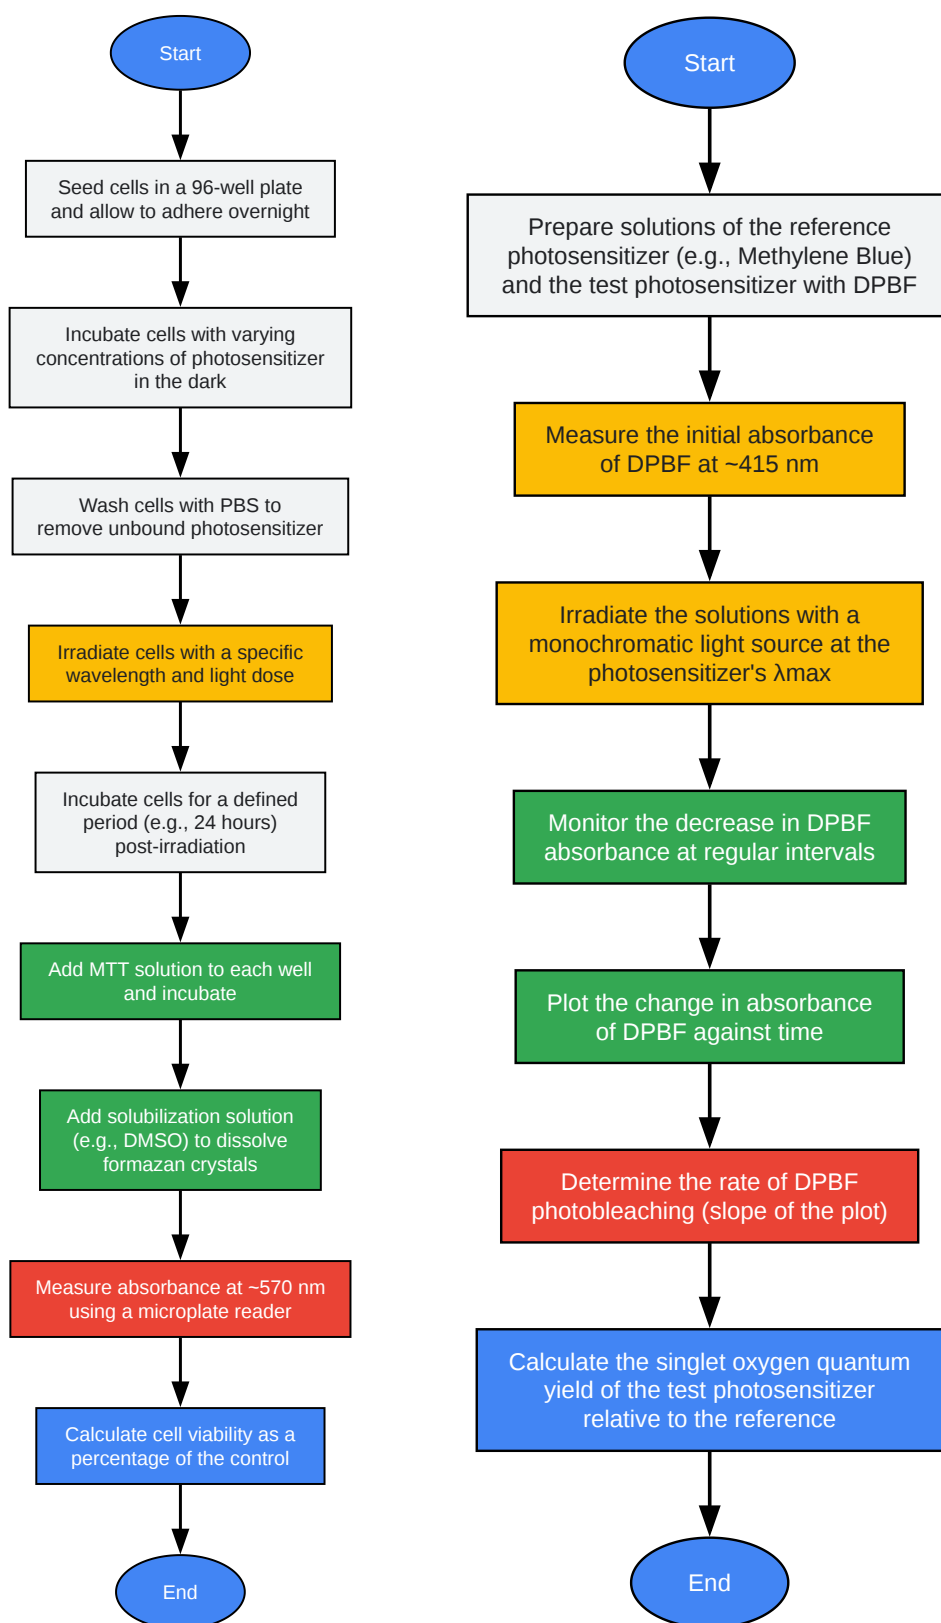 Start
Seed cells in a 96-well plate
and allow to adhere overnight
Incubate cells with varying
concentrations of photosensitizer
in the dark
Wash cells with PBS to
remove unbound photosensitizer
Irradiate cells with a specific
wavelength and light dose
Incubate cells for a defined
period (e.g., 24 hours)
post-irradiation
Add MTT solution to each well
and incubate
Add solubilization solution
(e.g., DMSO) to dissolve
formazan crystals
Measure absorbance at ~570 nm
using a microplate reader
Calculate cell viability as a
percentage of the control
End
Start
Prepare solutions of the reference
photosensitizer (e.g., Methylene Blue)
and the test photosensitizer with DPBF
Measure the initial absorbance
of DPBF at ~415 nm
Irradiate the solutions with a
monochromatic light source at the
photosensitizer's λmax
Monitor the decrease in DPBF
absorbance at regular intervals
Plot the change in absorbance
of DPBF against time
Determine the rate of DPBF
photobleaching (slope of the plot)
Calculate the singlet oxygen quantum
yield of the test photosensitizer
relative to the reference
End